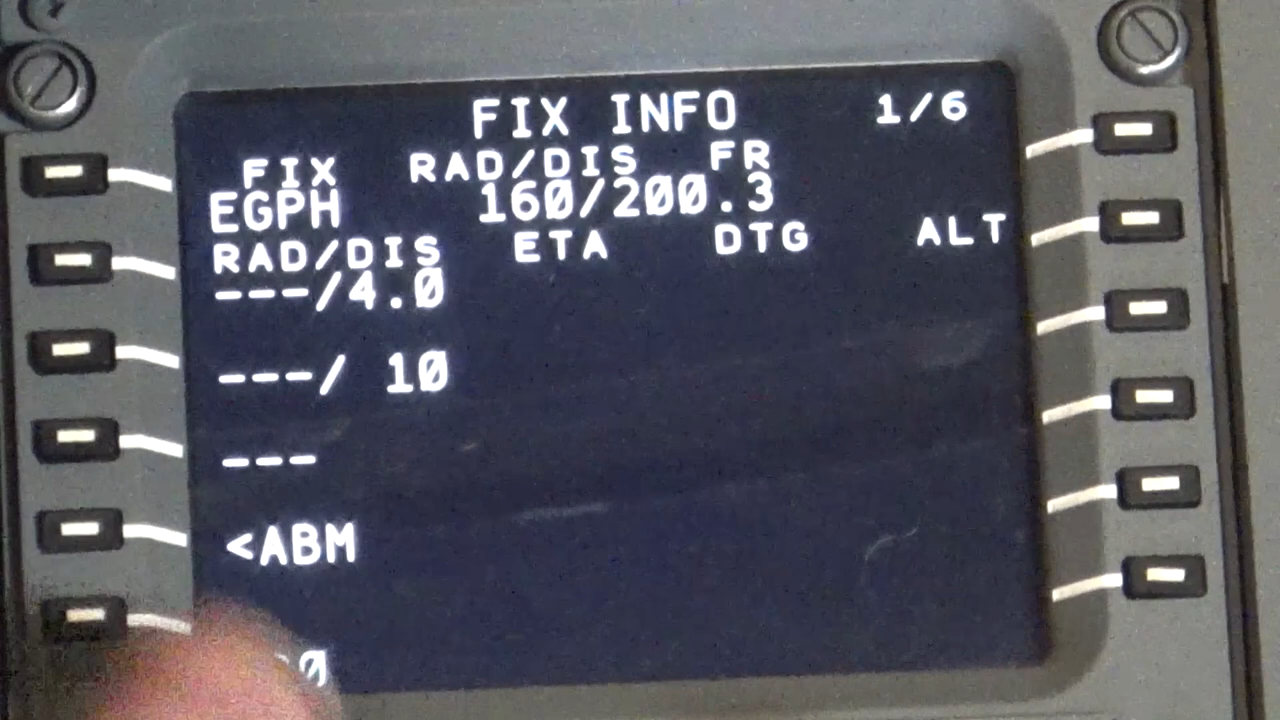 FIX INFO 1/6
FIX RAD/DIS FR
EGPH 160/200.3
RAD/DIS ETA DTG ALT
---/4.0
---/ 10
---
<ABM